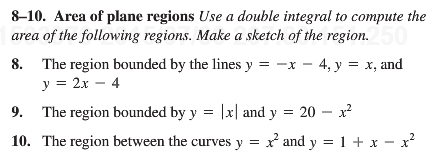 8–10. Area of plane regions Use a double integral to compute the
area of the following regions. Make a sketch of the region.
8. The region bounded by the lines y = −x − 4, y = x, and
y = 2x − 4
9. The region bounded by y = |x| and y = 20 − x²
10. The region between the curves y = x² and y = 1 + x − x²